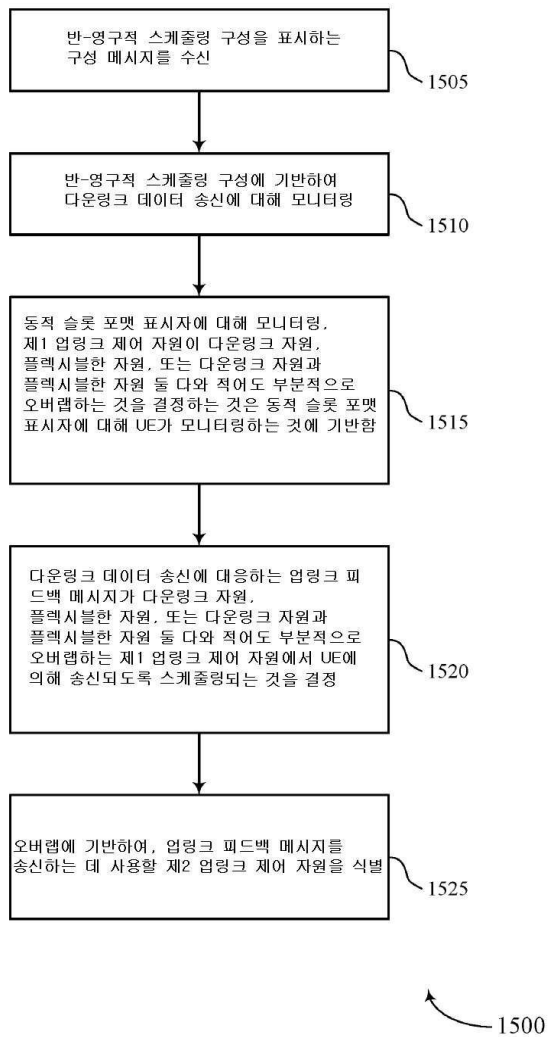 반-영구적 스케줄링 구성을 표시하는
구성 메시지를 수신
1505
반-영구적 스케줄링 구성에 기반하여
다운링크 데이터 송신에 대해 모니터링
1510
동적 슬롯 포맷 표시자에 대해 모니터링,
제1 업링크 제어 자원이 다운링크 자원,
플렉시블한 자원, 또는 다운링크 자원과
플렉시블한 자원 둘 다와 적어도 부분적으로
오버랩하는 것을 결정하는 것은 동적 슬롯 포맷
표시자에 대해 UE가 모니터링하는 것에 기반함
1515
다운링크 데이터 송신에 대응하는 업링크 피
드백 메시지가 다운링크 자원,
플렉시블한 자원, 또는 다운링크 자원과
플렉시블한 자원 둘 다와 적어도 부분적으로
오버랩하는 제1 업링크 제어 자원에서 UE에
의해 송신되도록 스케줄링되는 것을 결정
1520
오버랩에 기반하여, 업링크 피드백 메시지를
송신하는 데 사용할 제2 업링크 제어 자원을 식별
1525
1500